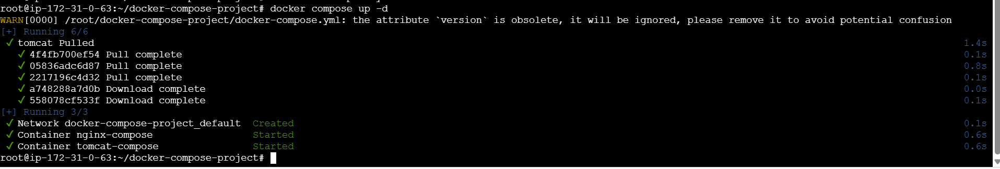 root@ip-172-31-0-63:~/docker-compose-project# docker compose up -d
WARN[0000] /root/docker-compose-project/docker-compose.yml: the attribute `version` is obsolete, it will be ignored, please remove it to avoid potential confusion
[+] Running 6/6
✓ tomcat Pulled 1.4s
✓ 4f4fb700ef54 Pull complete 0.1s
✓ 05836adc6d87 Pull complete 0.8s
✓ 2217196c4d32 Pull complete 0.1s
✓ a748288a7d0b Download complete 0.0s
✓ 558078cf533f Download complete 0.1s
[+] Running 3/3
✓ Network docker-compose-project_default Created 0.1s
✓ Container nginx-compose Started 0.6s
✓ Container tomcat-compose Started 0.6s
root@ip-172-31-0-63:~/docker-compose-project#